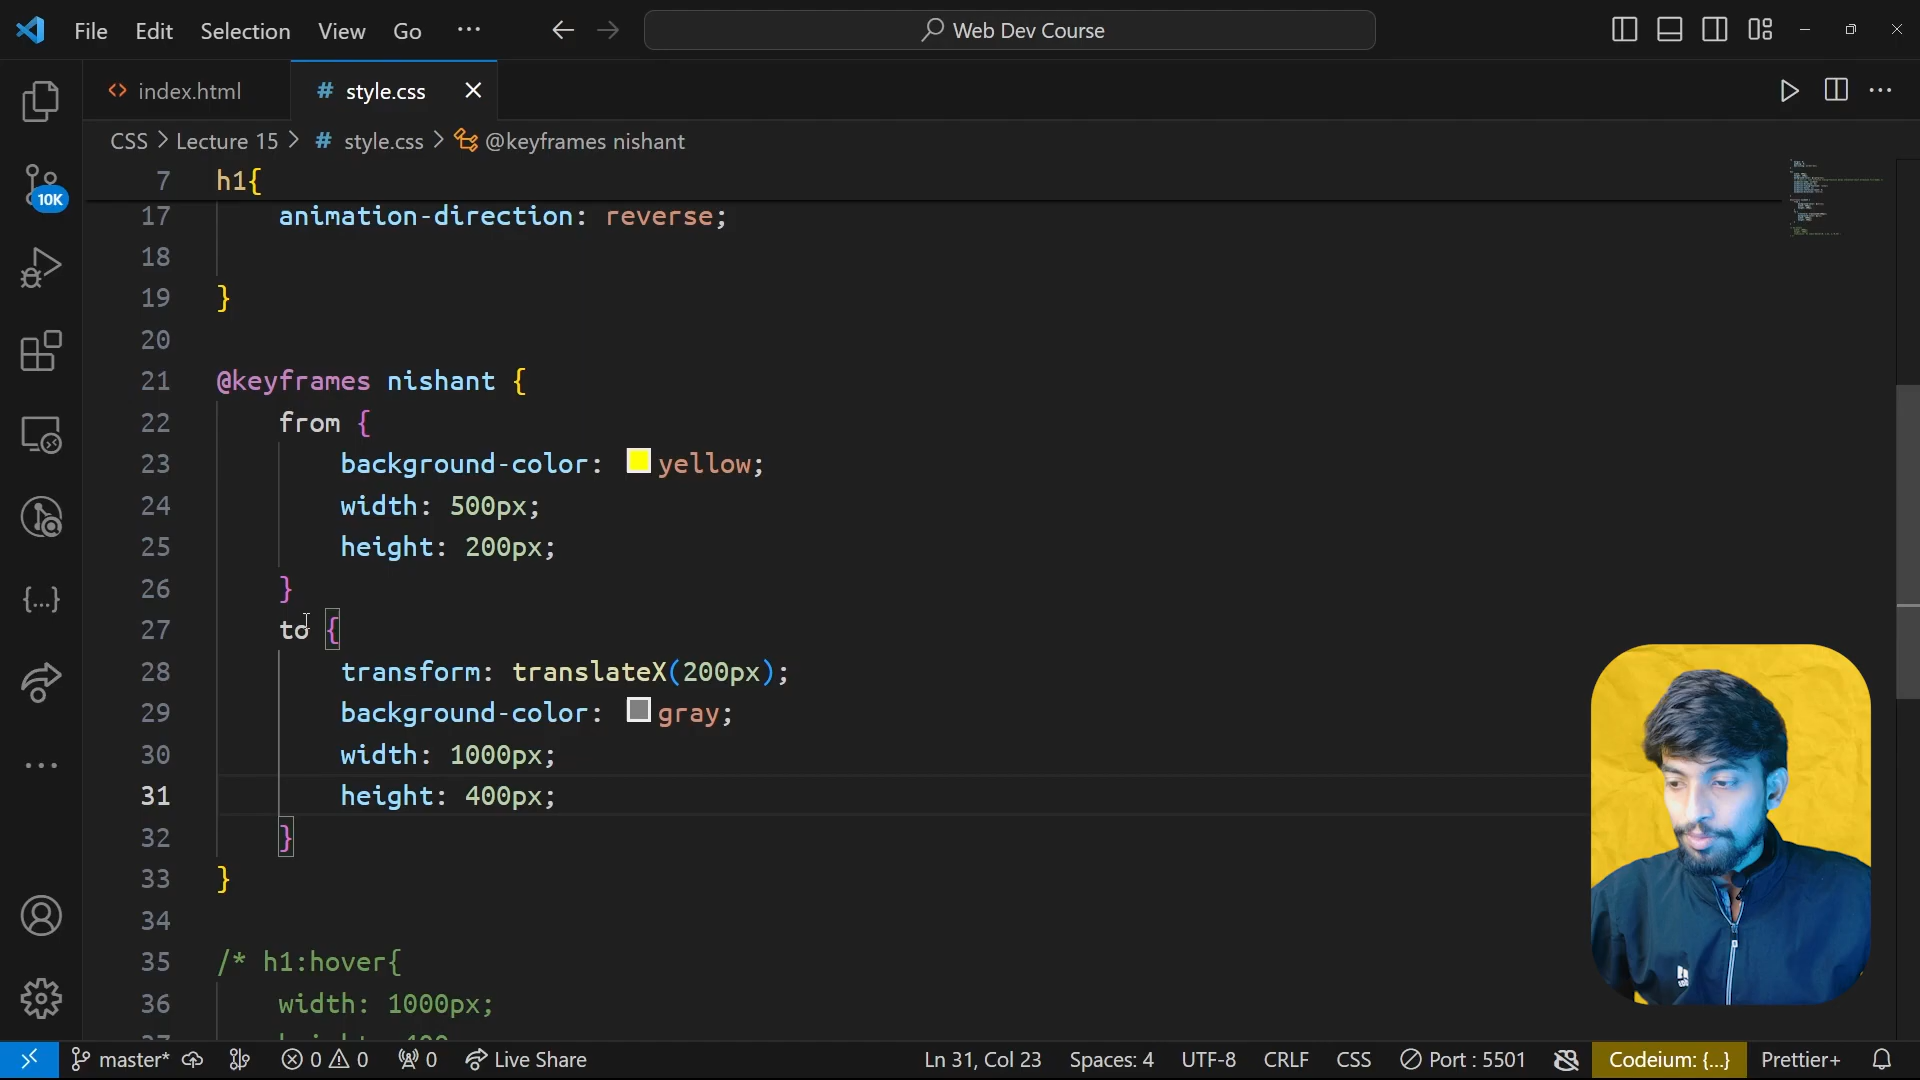 File Edit Selection View Go ··· Web Dev Course
index.html # style.css
CSS > Lecture 15 > # style.css > @keyframes nishant
7 h1{
17 animation-direction: reverse;
18
19 }
20
21 @keyframes nishant {
22 from {
23 background-color: yellow;
24 width: 500px;
25 height: 200px;
26 }
27 to {
28 transform: translateX(200px);
29 background-color: gray;
30 width: 1000px;
31 height: 400px;
32 }
33 }
34
35 /* h1:hover{
36 width: 1000px;
10K
master* 0 0 0 Live Share Ln 31, Col 23 Spaces: 4 UTF-8 CRLF CSS Port : 5501 Codeium: {...} Prettier+